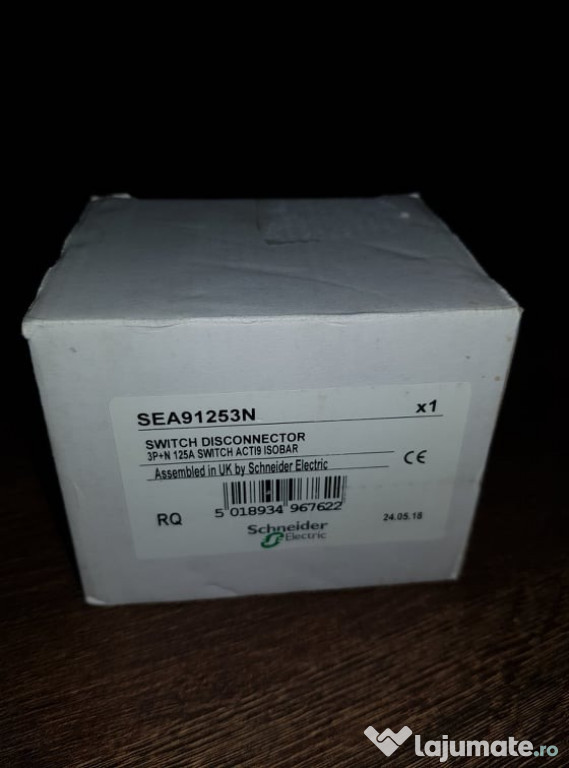 SEA91253N x1
SWITCH DISCONNECTOR
3P+N 125A SWITCH ACTI9 ISOBAR
Assembled in UK by Schneider Electric CE
5 018934 967622
RQ 24.05.18
Schneider
Electric
lajumate.ro